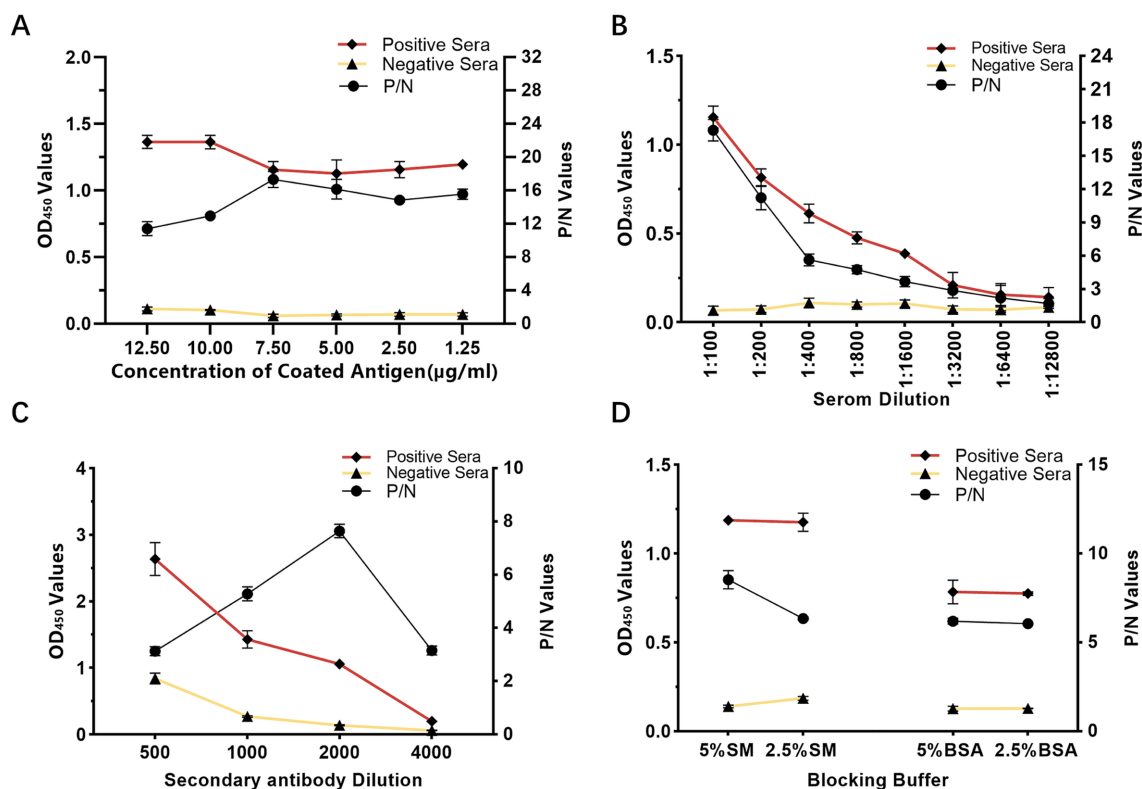 A
Positive Sera
Negative Sera
P/N
2.0
1.5
1.0
0.5
0.0
OD450 Values
32
28
24
20
16
12
8
4
0
P/N Values
12.50 10.00 7.50 5.00 2.50 1.25
Concentration of Coated Antigen(μg/ml)
B
Positive Sera
Negative Sera
P/N
1.5
1.0
0.5
0.0
OD450 Values
24
21
18
15
12
9
6
3
0
P/N Values
1:100 1:200 1:400 1:800 1:1600 1:3200 1:6400 1:12800
Serom Dilution
C
Positive Sera
Negative Sera
P/N
4
3
2
1
0
OD450 Values
10
8
6
4
2
0
P/N Values
500 1000 2000 4000
Secondary antibody Dilution
D
Positive Sera
Negative Sera
P/N
1.5
1.0
0.5
0.0
OD450 Values
15
10
5
0
P/N Values
5%SM 2.5%SM 5%BSA 2.5%BSA
Blocking Buffer